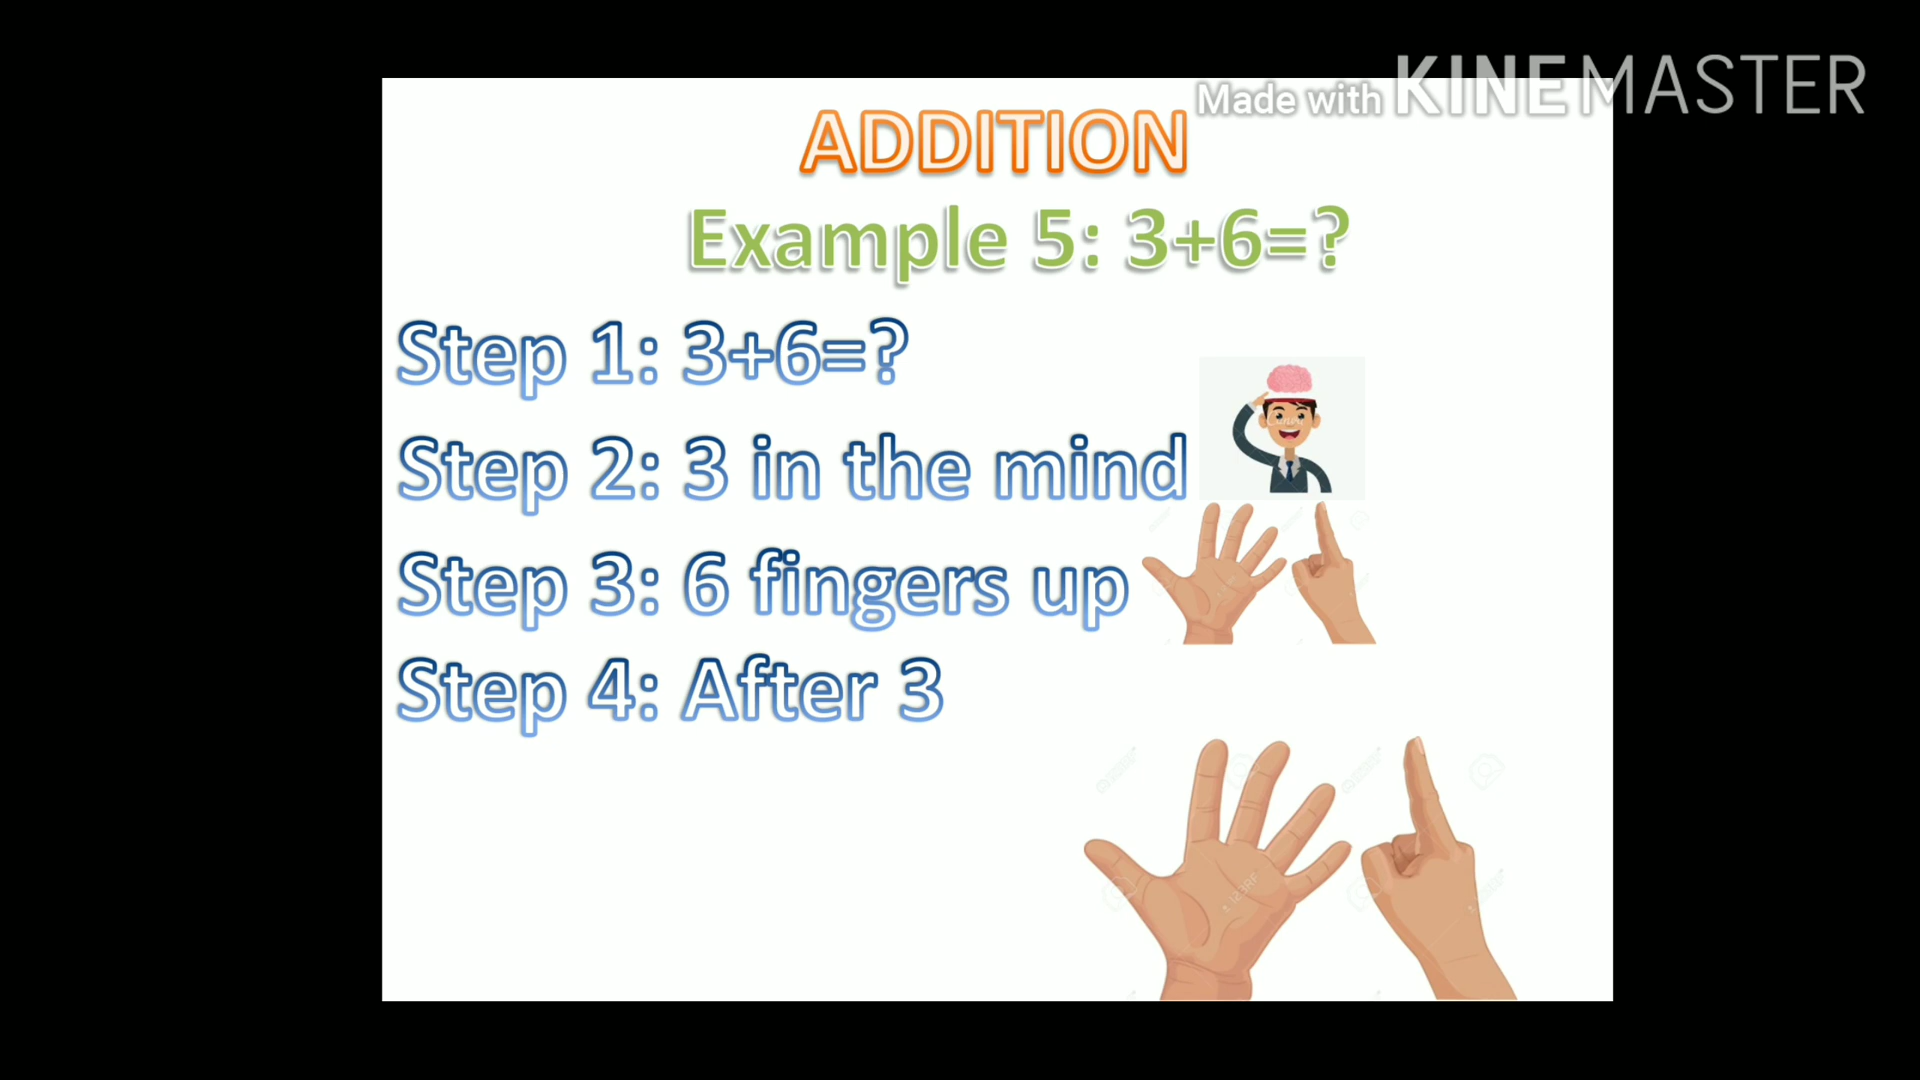 Made with KINEMASTER
ADDITION
Example 5: 3+6=?
Step 1: 3+6=?
Step 2: 3 in the mind
Step 3: 6 fingers up
Step 4: After 3